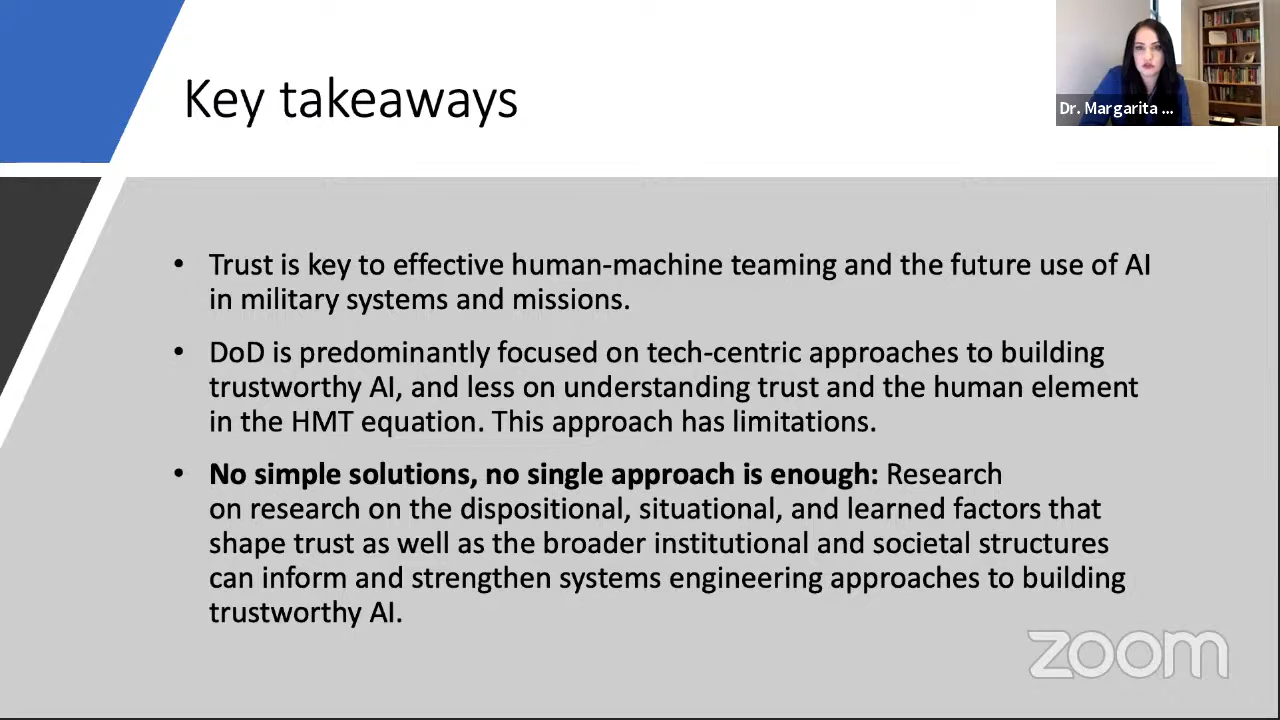 Key takeaways
Dr. Margarita ...
• Trust is key to effective human-machine teaming and the future use of AI
in military systems and missions.
• DoD is predominantly focused on tech-centric approaches to building
trustworthy AI, and less on understanding trust and the human element
in the HMT equation. This approach has limitations.
• No simple solutions, no single approach is enough: Research
on research on the dispositional, situational, and learned factors that
shape trust as well as the broader institutional and societal structures
can inform and strengthen systems engineering approaches to building
trustworthy AI.
zoom